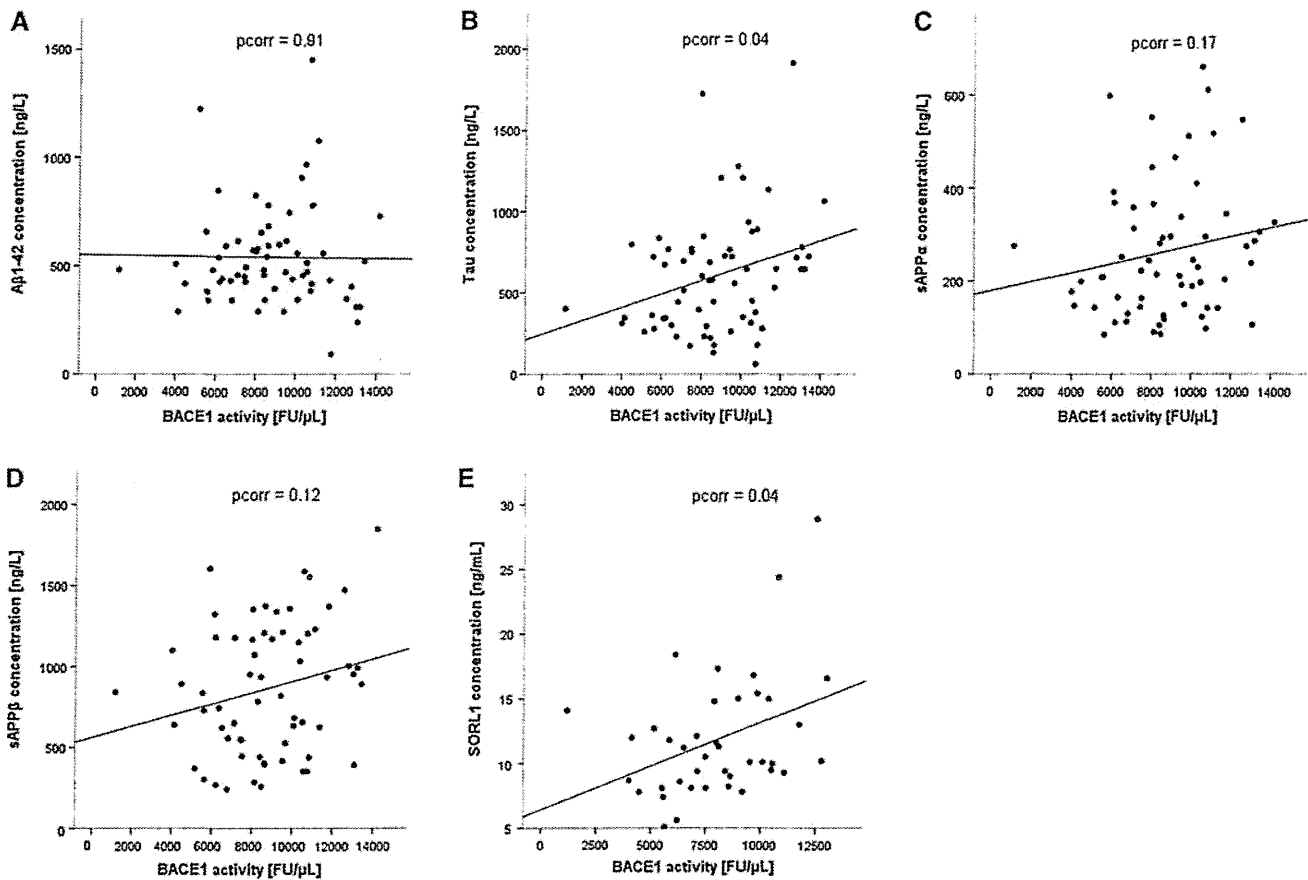 A
pcorr = 0.91
Aβ1-42 concentration [ng/L]
1500
1000
500
0
0 2000 4000 6000 8000 10000 12000 14000
BACE1 activity [FU/µL]
B
pcorr = 0.04
Tau concentration [ng/L]
2000
1500
1000
500
0
0 2000 4000 6000 8000 10000 12000 14000
BACE1 activity [FU/µL]
C
pcorr = 0.17
sAPPα concentration [ng/L]
600
400
200
0
0 2000 4000 6000 8000 10000 12000 14000
BACE1 activity [FU/µL]
D
pcorr = 0.12
sAPPβ concentration [ng/L]
2000
1500
1000
500
0
0 2000 4000 6000 8000 10000 12000 14000
BACE1 activity [FU/µL]
E
pcorr = 0.04
SORL1 concentration [ng/mL]
30
25
20
15
10
5
0 2500 5000 7500 10000 12500
BACE1 activity [FU/µL]